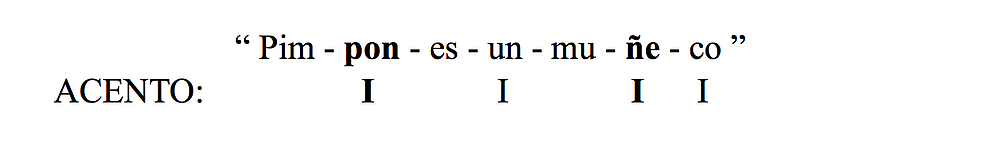 “ Pim - pon - es - un - mu - ñe - co ”
ACENTO: I I I I